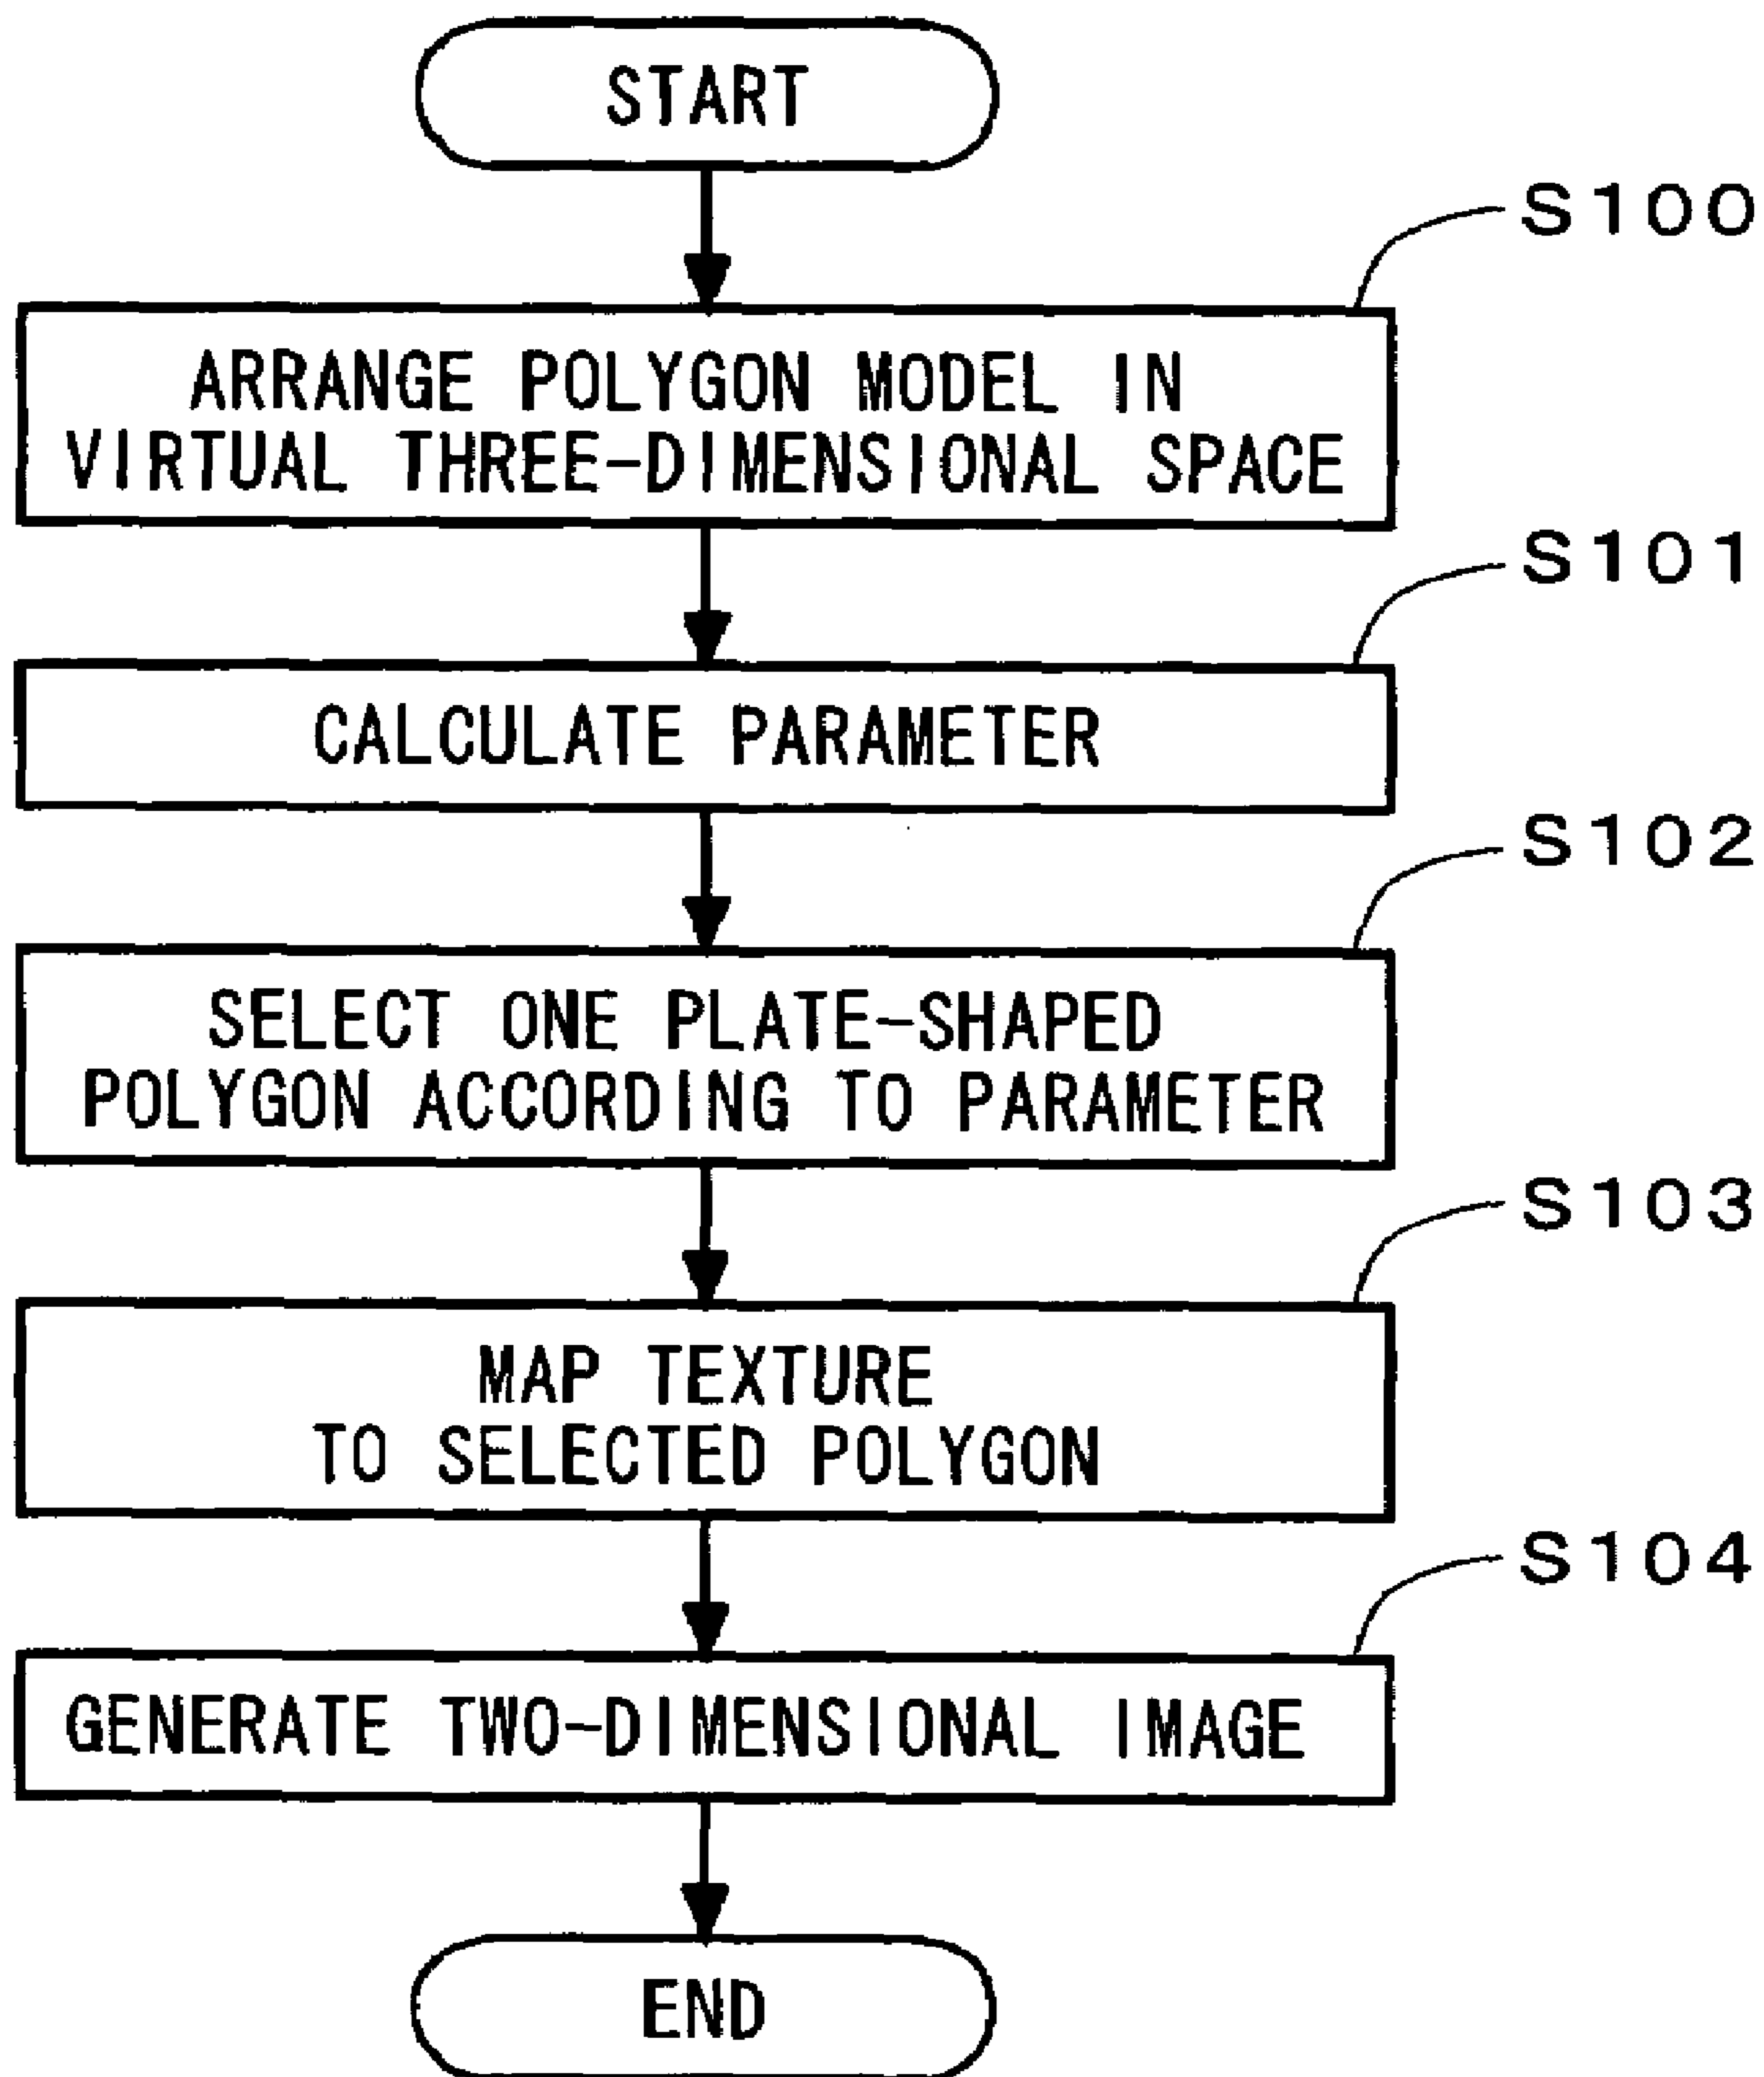 START
S100
ARRANGE POLYGON MODEL IN
VIRTUAL THREE-DIMENSIONAL SPACE
S101
CALCULATE PARAMETER
S102
SELECT ONE PLATE-SHAPED
POLYGON ACCORDING TO PARAMETER
S103
MAP TEXTURE
TO SELECTED POLYGON
S104
GENERATE TWO-DIMENSIONAL IMAGE
END